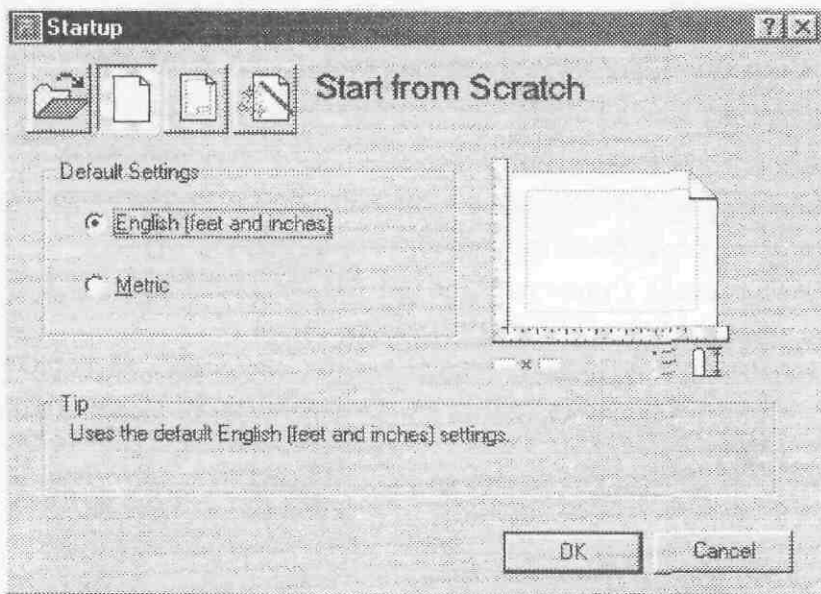 Startup
Start from Scratch
Default Settings
English (feet and inches)
Metric
Tip
Uses the default English (feet and inches) settings.
OK
Cancel